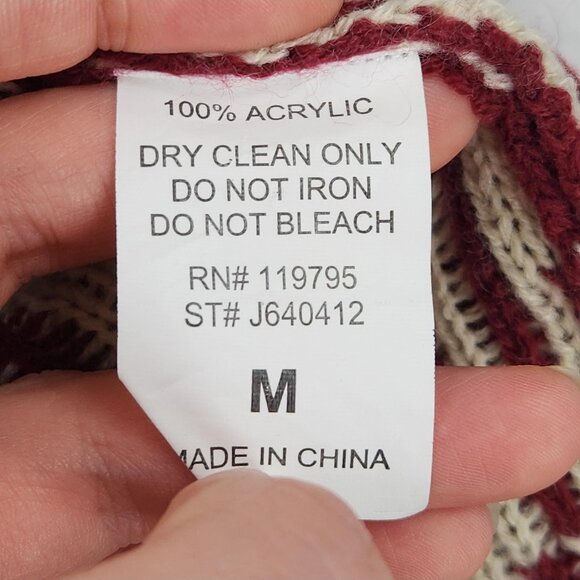 100% ACRYLIC
DRY CLEAN ONLY
DO NOT IRON
DO NOT BLEACH
RN# 119795
ST# J640412
M
MADE IN CHINA